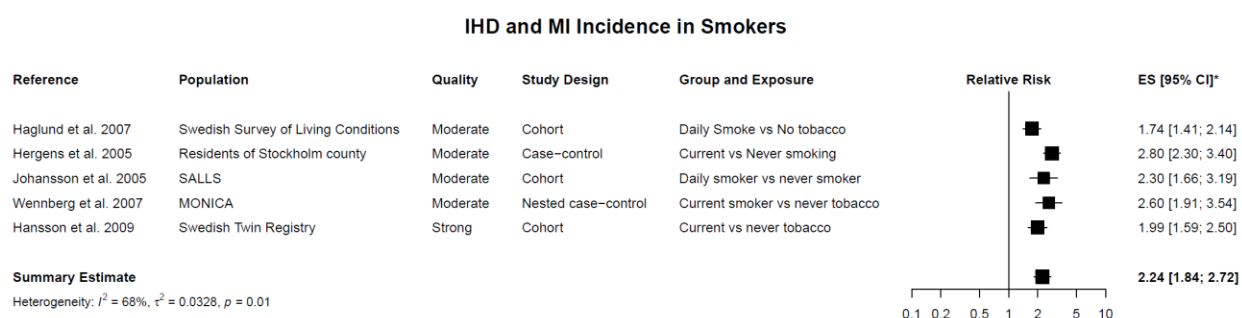 IHD and MI Incidence in Smokers
Reference Population Quality Study Design Group and Exposure Relative Risk ES [95% CI]*
Haglund et al. 2007 Swedish Survey of Living Conditions Moderate Cohort Daily Smoke vs No tobacco 1.74 [1.41; 2.14]
Hergens et al. 2005 Residents of Stockholm county Moderate Case−control Current vs Never smoking 2.80 [2.30; 3.40]
Johansson et al. 2005 SALLS Moderate Cohort Daily smoker vs never smoker 2.30 [1.66; 3.19]
Wennberg et al. 2007 MONICA Moderate Nested case−control Current smoker vs never tobacco 2.60 [1.91; 3.54]
Hansson et al. 2009 Swedish Twin Registry Strong Cohort Current vs never tobacco 1.99 [1.59; 2.50]
Summary Estimate 2.24 [1.84; 2.72]
Heterogeneity: I² = 68%, τ² = 0.0328, p = 0.01
0.1 0.2 0.5 1 2 5 10